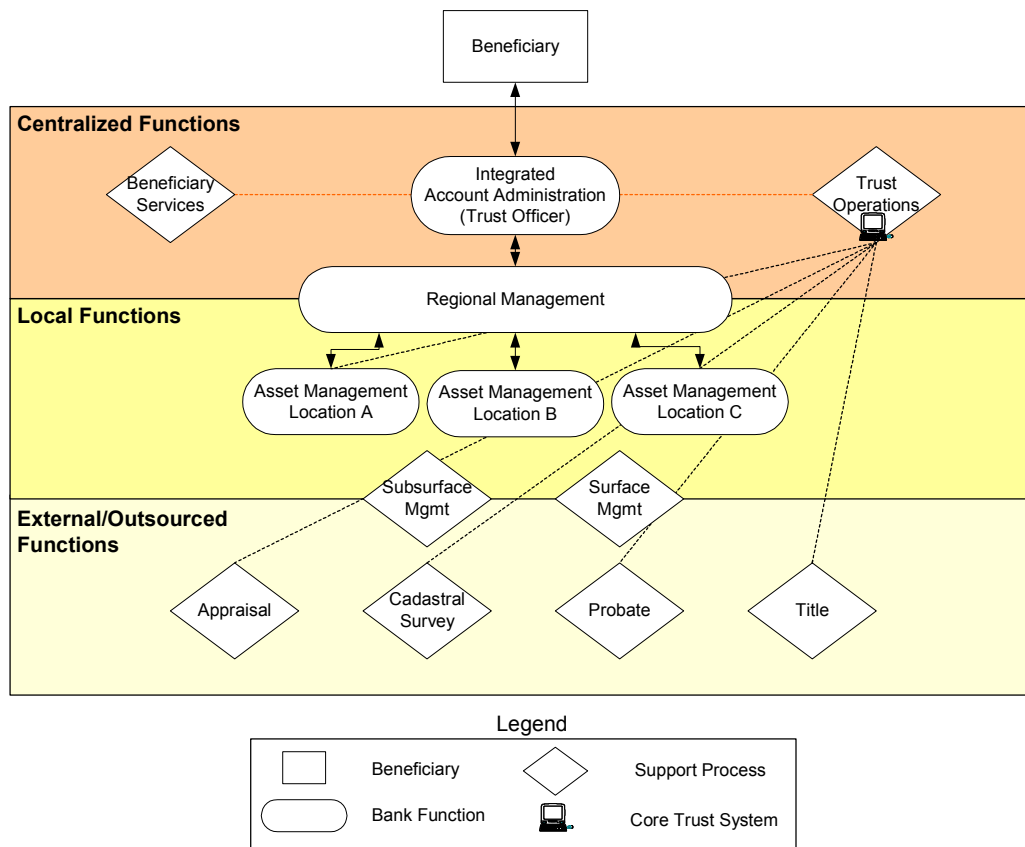 Beneficiary
Centralized Functions
Beneficiary
Services
Integrated
Account Administration
(Trust Officer)
Trust
Operations
Regional Management
Local Functions
Asset Management
Location A
Asset Management
Location B
Asset Management
Location C
Subsurface
Mgmt
Surface
Mgmt
External/Outsourced
Functions
Appraisal
Cadastral
Survey
Probate
Title
Legend
Beneficiary
Support Process
Bank Function
Core Trust System